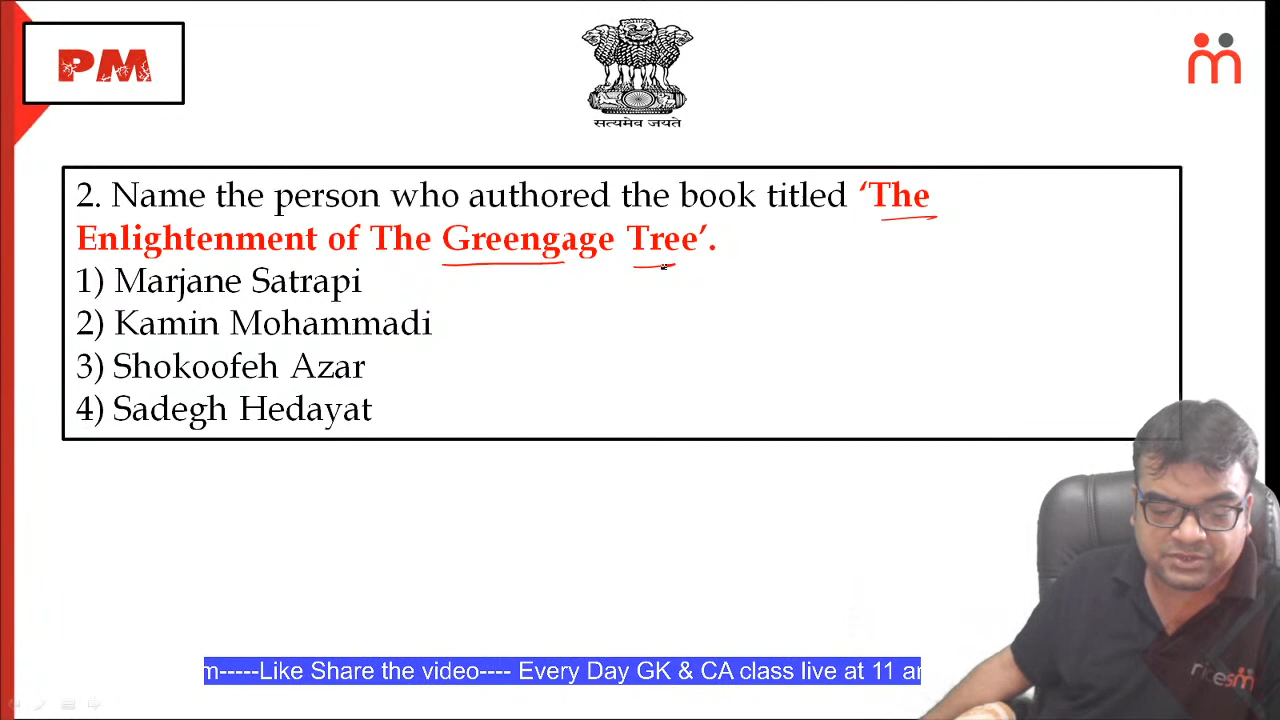 PM
सत्यमेव जयते
2. Name the person who authored the book titled ‘The
Enlightenment of The Greengage Tree’.
1) Marjane Satrapi
2) Kamin Mohammadi
3) Shokoofeh Azar
4) Sadegh Hedayat
m-----Like Share the video---- Every Day GK & CA class live at 11 ar